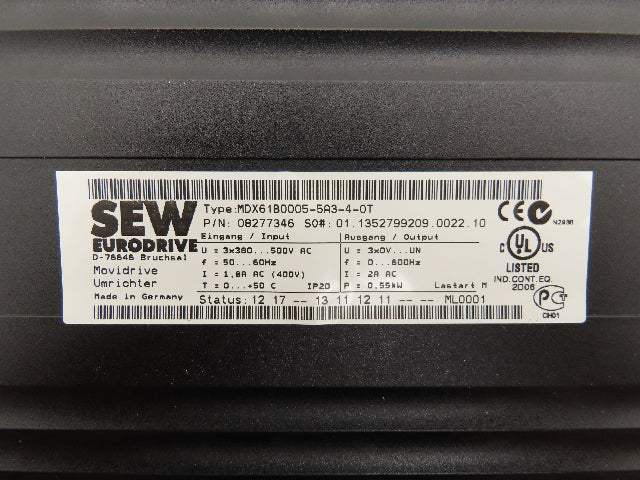 SEW
EURODRIVE
D-76646 Bruchsal
Movidrive
Umrichter
Made in Germany
Type: MDX61B0005-5A3-4-0T
P/N: 08277346 SO#: 01.1352799209.0022.10
Eingang / Input Ausgang / Output
U = 3x380...500V AC U = 3x0V...UN
f = 50...60Hz f = 0...600Hz
I = 1,8A AC (400V) I = 2A AC
T = 0...+50 C IP20 P = 0,55kW Lastart M
Status: 12 17 -- 13 11 12 11 -- -- ML0001
CE
N2936
C UL US
LISTED
IND.CONT.EQ.
2D06